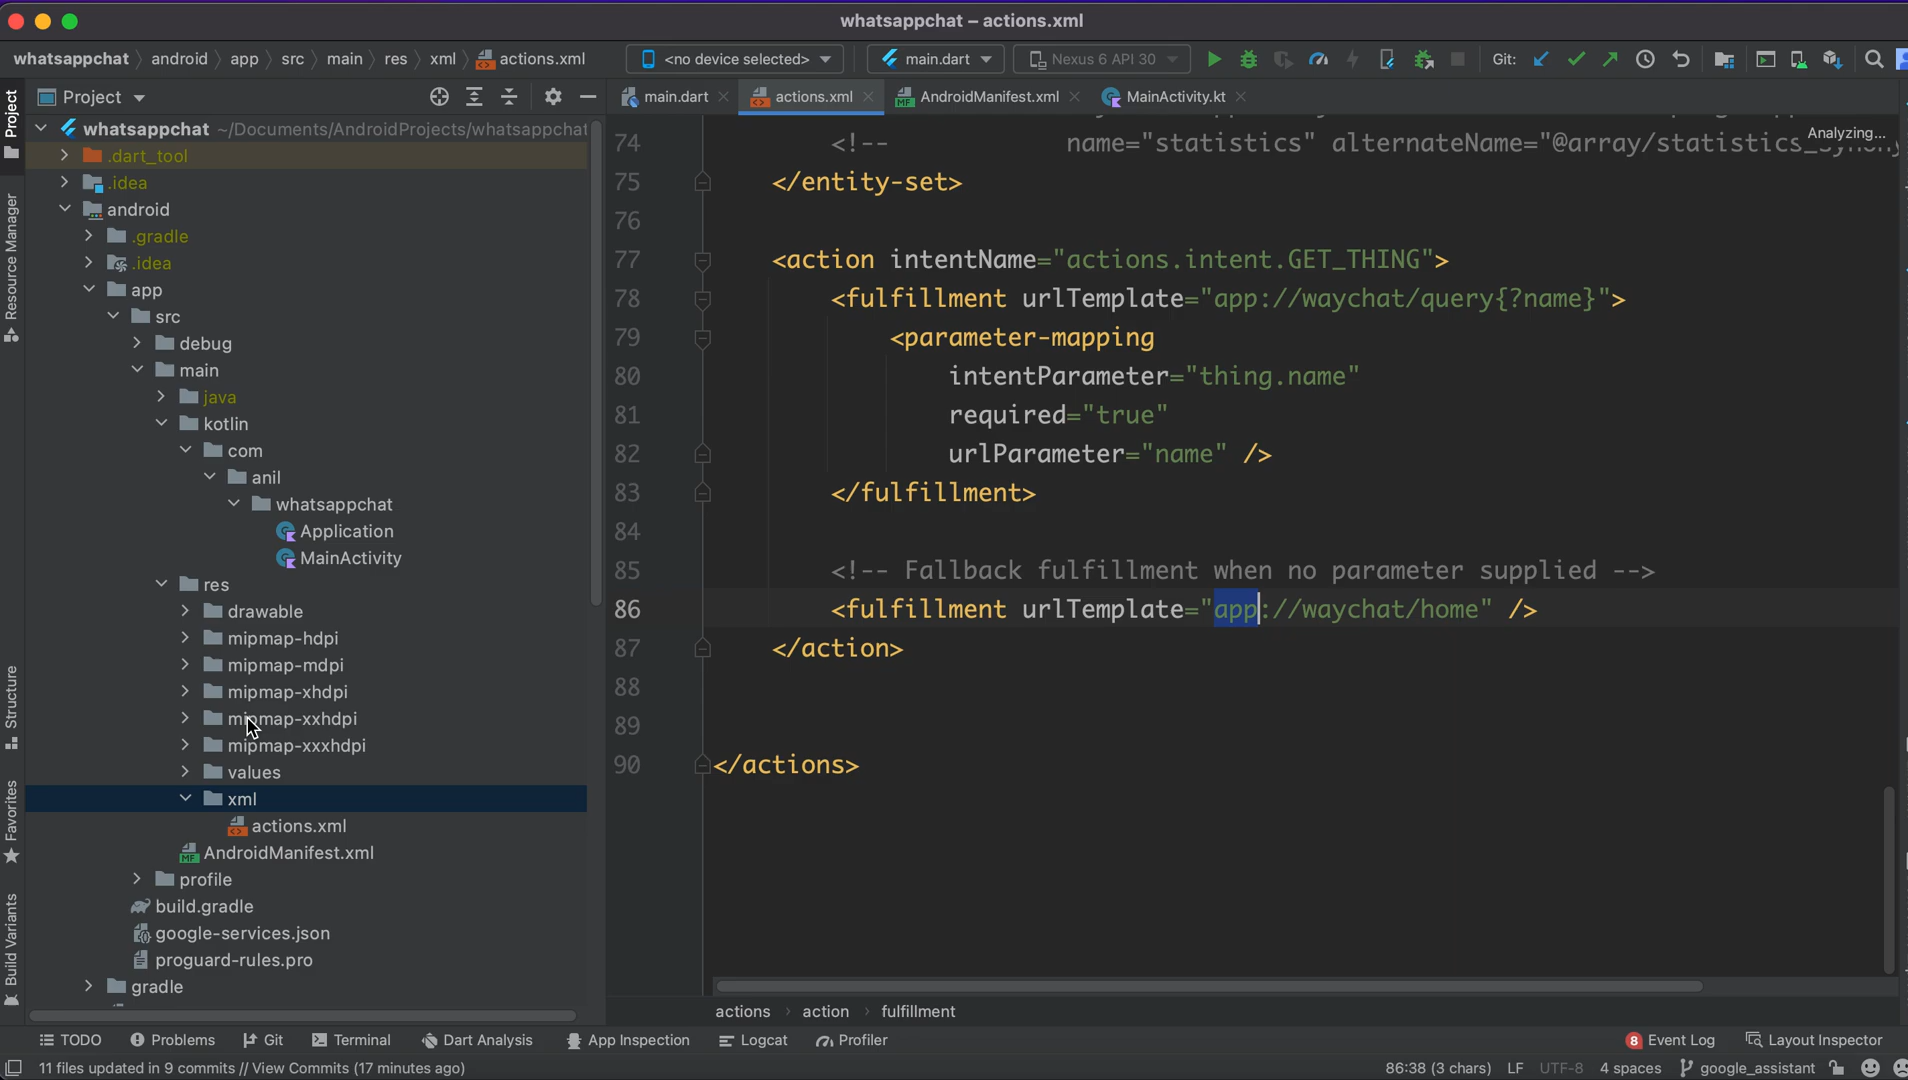 whatsappchat – actions.xml
whatsappchat android app src main res xml actions.xml <no device selected> main.dart Nexus 6 API 30 Git:
Project main.dart actions.xml AndroidManifest.xml MainActivity.kt
Project
Resource Manager
Structure
Favorites
Build Variants
whatsappchat ~/Documents/AndroidProjects/whatsappchat
.dart_tool
.idea
android
.gradle
.idea
app
src
debug
main
java
kotlin
com
anil
whatsappchat
Application
MainActivity
res
drawable
mipmap-hdpi
mipmap-mdpi
mipmap-xhdpi
mipmap-xxhdpi
mipmap-xxxhdpi
values
xml
actions.xml
AndroidManifest.xml
profile
build.gradle
google-services.json
proguard-rules.pro
gradle
Analyzing...
74 <!-- name="statistics" alternateName="@array/statistics_synony
75 </entity-set>
76
77 <action intentName="actions.intent.GET_THING">
78 <fulfillment urlTemplate="app://waychat/query{?name}">
79 <parameter-mapping
80 intentParameter="thing.name"
81 required="true"
82 urlParameter="name" />
83 </fulfillment>
84
85 <!-- Fallback fulfillment when no parameter supplied -->
86 <fulfillment urlTemplate="app://waychat/home" />
87 </action>
88
89
90 </actions>
actions action fulfillment
TODO Problems Git Terminal Dart Analysis App Inspection Logcat Profiler 8 Event Log Layout Inspector
11 files updated in 9 commits // View Commits (17 minutes ago) 86:38 (3 chars) LF UTF-8 4 spaces google_assistant